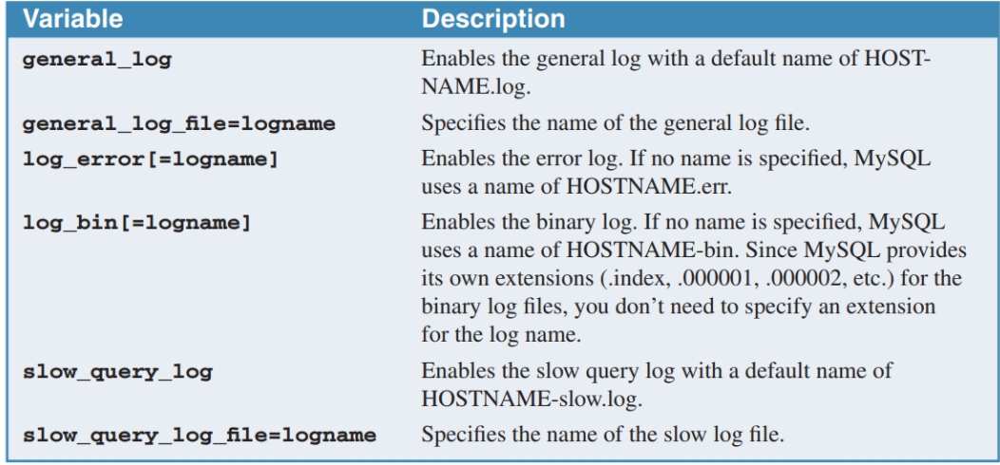 Variable Description
general_log Enables the general log with a default name of HOST-
NAME.log.
general_log_file=logname Specifies the name of the general log file.
log_error[=logname] Enables the error log. If no name is specified, MySQL
uses a name of HOSTNAME.err.
log_bin[=logname] Enables the binary log. If no name is specified, MySQL
uses a name of HOSTNAME-bin. Since MySQL provides
its own extensions (.index, .000001, .000002, etc.) for the
binary log files, you don’t need to specify an extension
for the log name.
slow_query_log Enables the slow query log with a default name of
HOSTNAME-slow.log.
slow_query_log_file=logname Specifies the name of the slow log file.